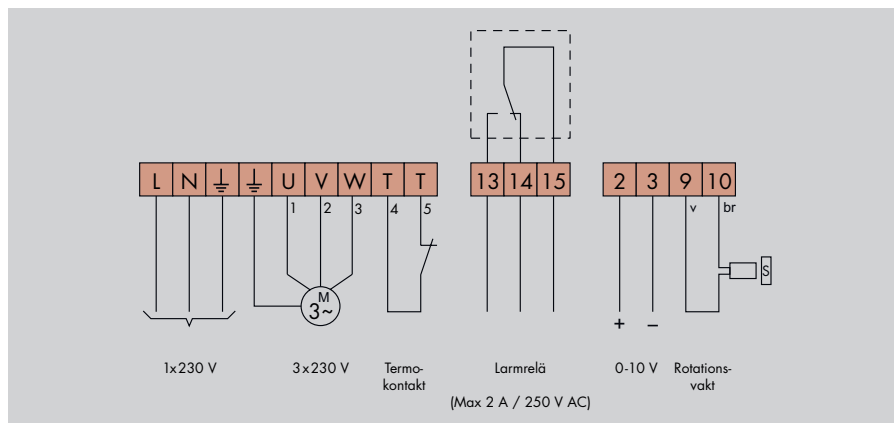 L N U V W T T 13 14 15 2 3 9 10
1 2 3 4 5 v br
M
3~
S
+ −
1x230 V 3x230 V Termo-
kontakt Larmrelä 0-10 V Rotations-
vakt
(Max 2 A / 250 V AC)